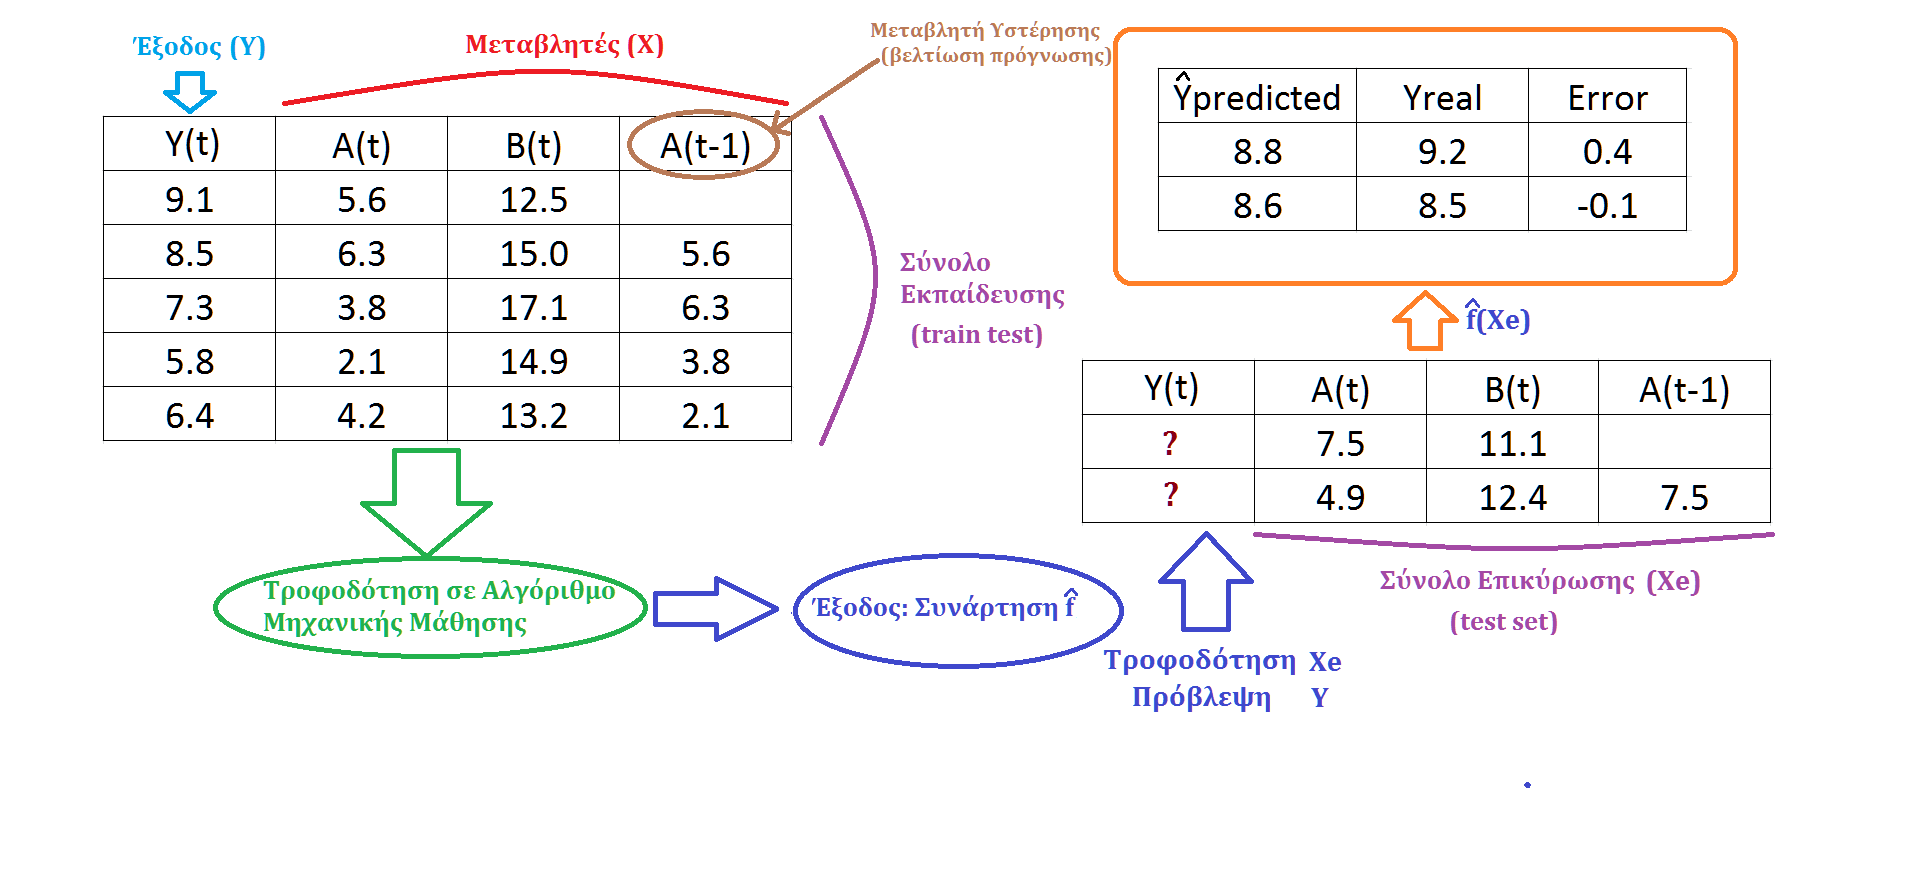 Έξοδος (Y)
Μεταβλητές (X)
Μεταβλητή Υστέρησης
(βελτίωση πρόγνωσης)
Y(t) A(t) B(t) A(t-1)
9.1 5.6 12.5
8.5 6.3 15.0 5.6
7.3 3.8 17.1 6.3
5.8 2.1 14.9 3.8
6.4 4.2 13.2 2.1
Σύνολο
Εκπαίδευσης
(train test)
Τροφοδότηση σε Αλγόριθμο
Μηχανικής Μάθησης
Έξοδος: Συνάρτηση f̂
Ŷpredicted Yreal Error
8.8 9.2 0.4
8.6 8.5 -0.1
f̂(Xe)
Y(t) A(t) B(t) A(t-1)
? 7.5 11.1
? 4.9 12.4 7.5
Σύνολο Επικύρωσης (Xe)
(test set)
Τροφοδότηση Xe
Πρόβλεψη Y